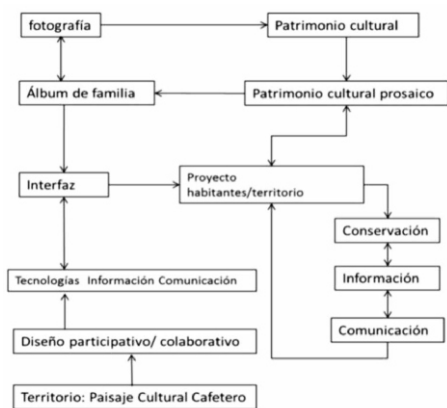 fotografía
Patrimonio cultural
Álbum de familia
Patrimonio cultural prosaico
Interfaz
Proyecto
habitantes/territorio
Conservación
Tecnologías Información Comunicación
Información
Diseño participativo/ colaborativo
Comunicación
Territorio: Paisaje Cultural Cafetero